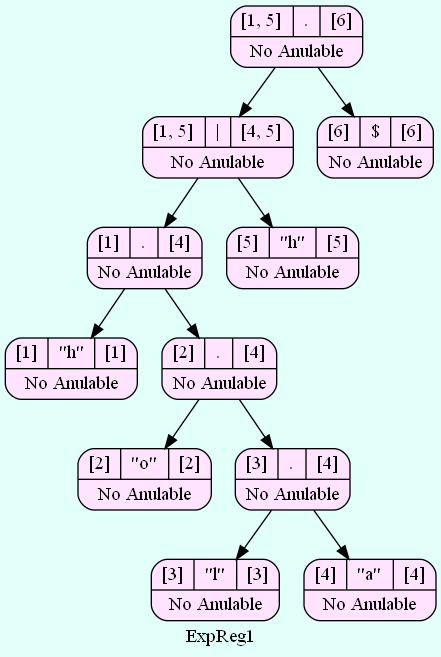 [1, 5] . [6]
No Anulable
[1, 5] | [4, 5]
No Anulable
[6] $ [6]
No Anulable
[1] . [4]
No Anulable
[5] "h" [5]
No Anulable
[1] "h" [1]
No Anulable
[2] . [4]
No Anulable
[2] "o" [2]
No Anulable
[3] . [4]
No Anulable
[3] "l" [3]
No Anulable
[4] "a" [4]
No Anulable
ExpReg1